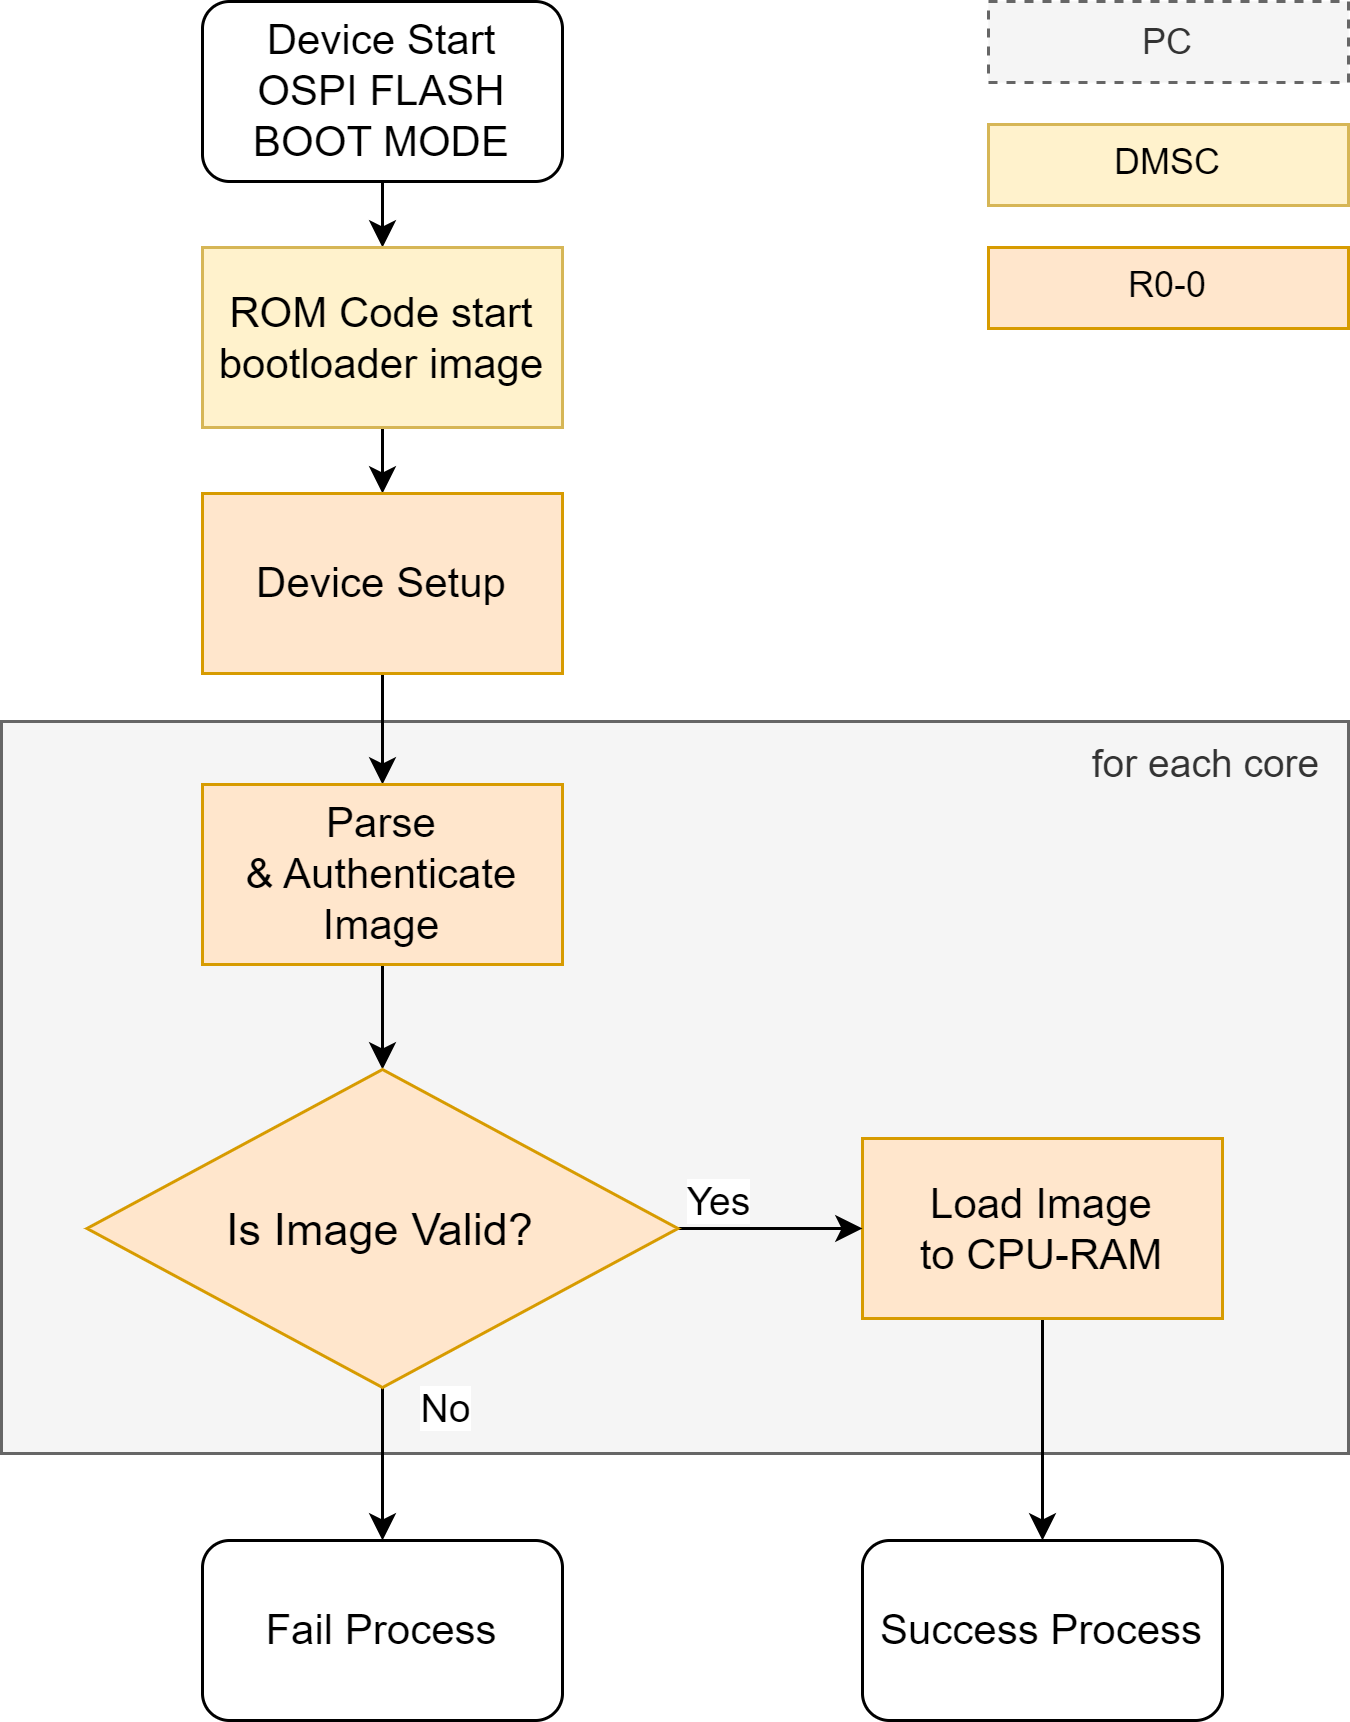 Device Start
OSPI FLASH
BOOT MODE
PC
DMSC
R0-0
ROM Code start
bootloader image
Device Setup
for each core
Parse
& Authenticate
Image
Is Image Valid?
Yes
Load Image
to CPU-RAM
No
Fail Process
Success Process